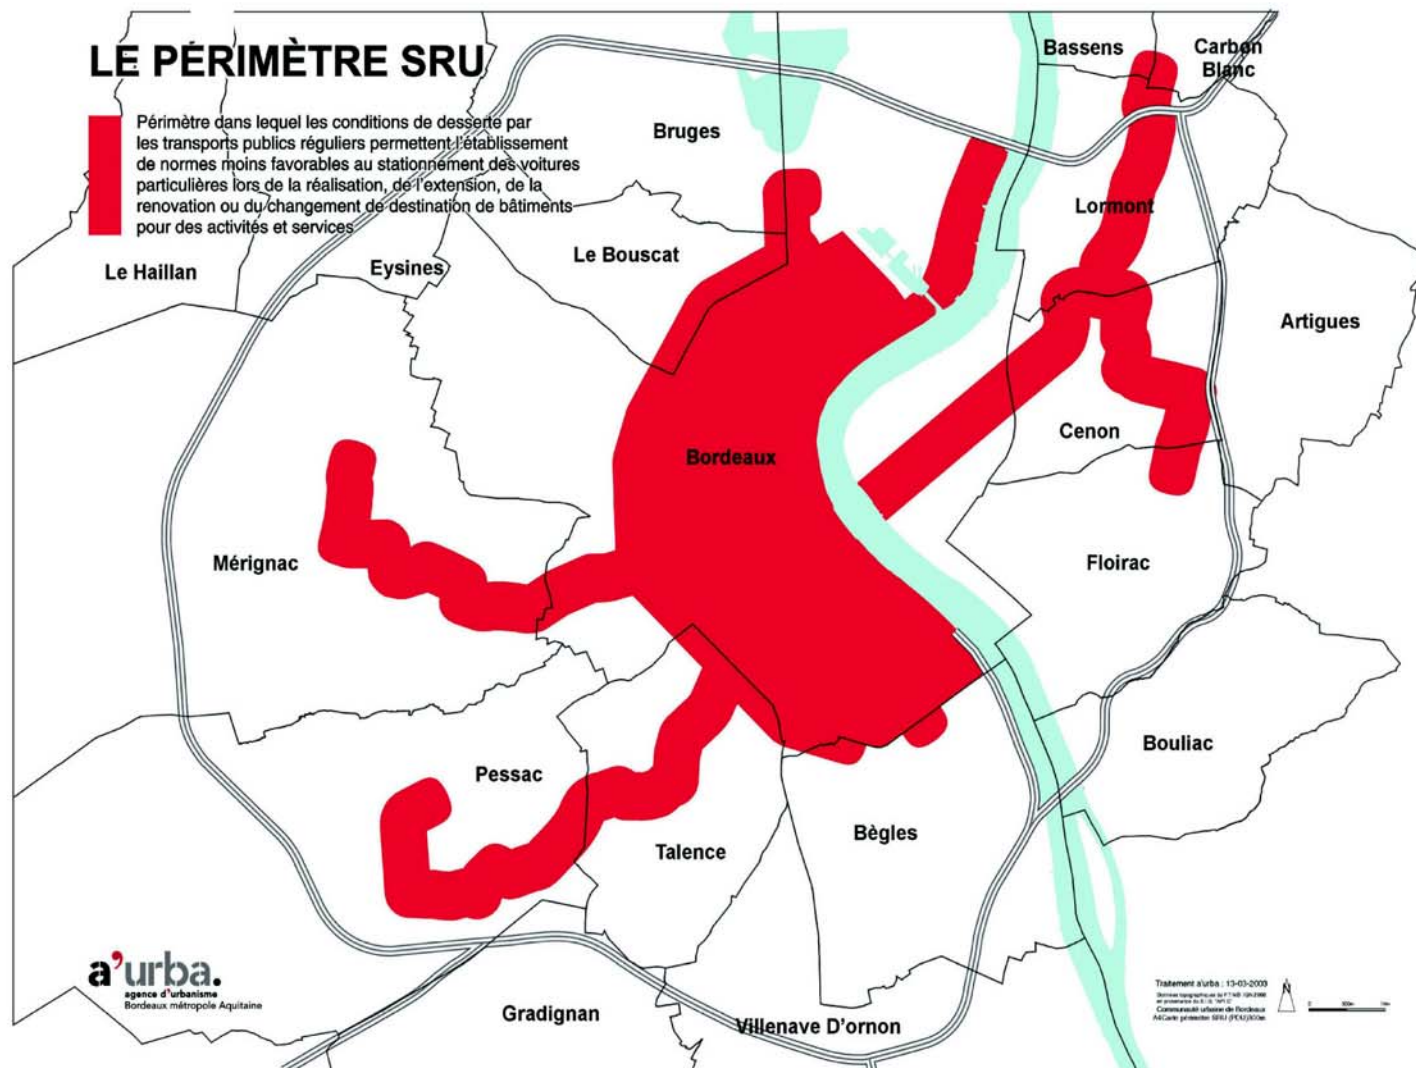 LE PÉRIMÈTRE SRU
Périmètre dans lequel les conditions de desserte par
les transports publics réguliers permettent l'établissement
de normes moins favorables au stationnement des voitures
particulières lors de la réalisation, de l'extension, de la
renovation ou du changement de destination de bâtiments
pour des activités et services
Bassens
Carbon
Blanc
Bruges
Lormont
Le Haillan
Eysines
Le Bouscat
Artigues
Cenon
Bordeaux
Mérignac
Floirac
Bouliac
Pessac
Talence
Bègles
Gradignan
Villenave D'ornon
a'urba.
agence d'urbanisme
Bordeaux métropole Aquitaine
Traitement a'urba : 13-03-2003
Communauté urbaine de Bordeaux
N
0